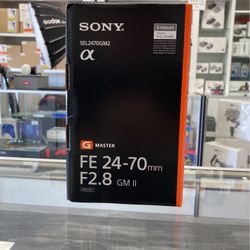 SONY
SEL2470GM2
α
E-mount
G MASTER
FE 24-70mm
F2.8 GM II